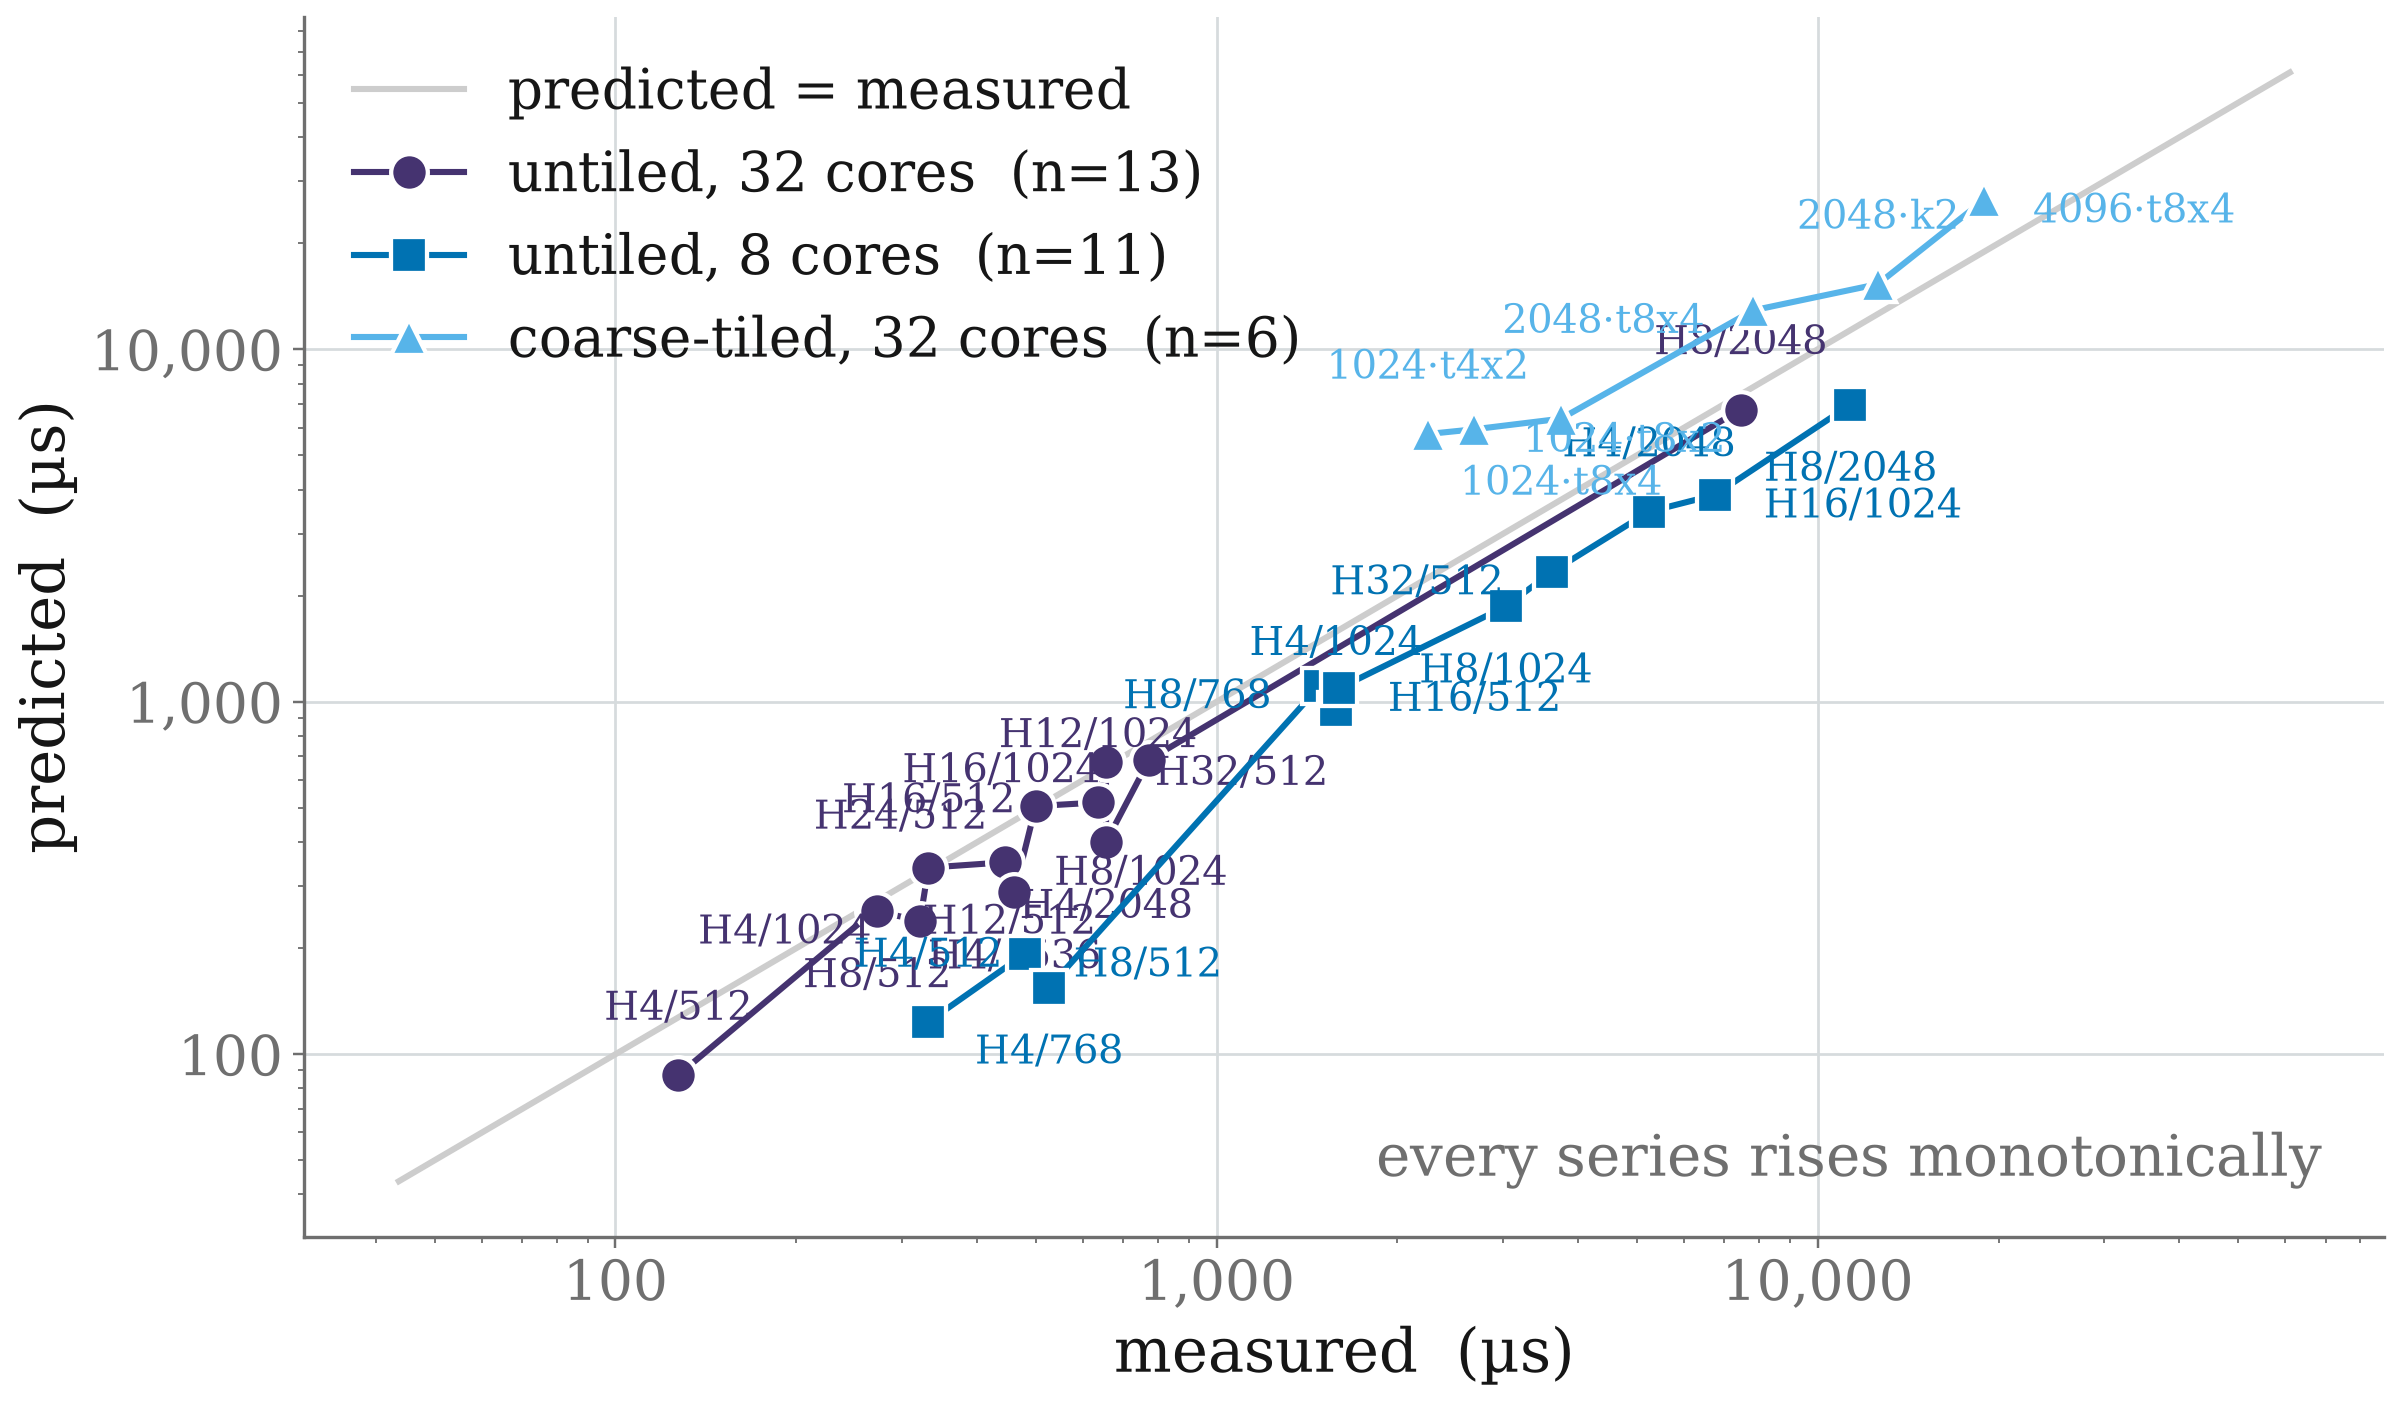 predicted = measured
untiled, 32 cores (n=13)
untiled, 8 cores (n=11)
coarse-tiled, 32 cores (n=6)
2048·k2
4096·t8x4
2048·t8x4
H8/2048
1024·t4x2
1024·t8x2
H4/2048
1024·t8x4
H8/2048
H16/1024
H32/512
H4/1024
H8/1024
H8/768
H16/512
H12/1024
H16/1024
H32/512
H16/512
H24/512
H8/1024
H4/2048
H12/512
H4/1024
H4/512
H8/512
H8/512
H4/512
H4/768
every series rises monotonically
10,000
1,000
100
predicted (µs)
100
1,000
10,000
measured (µs)